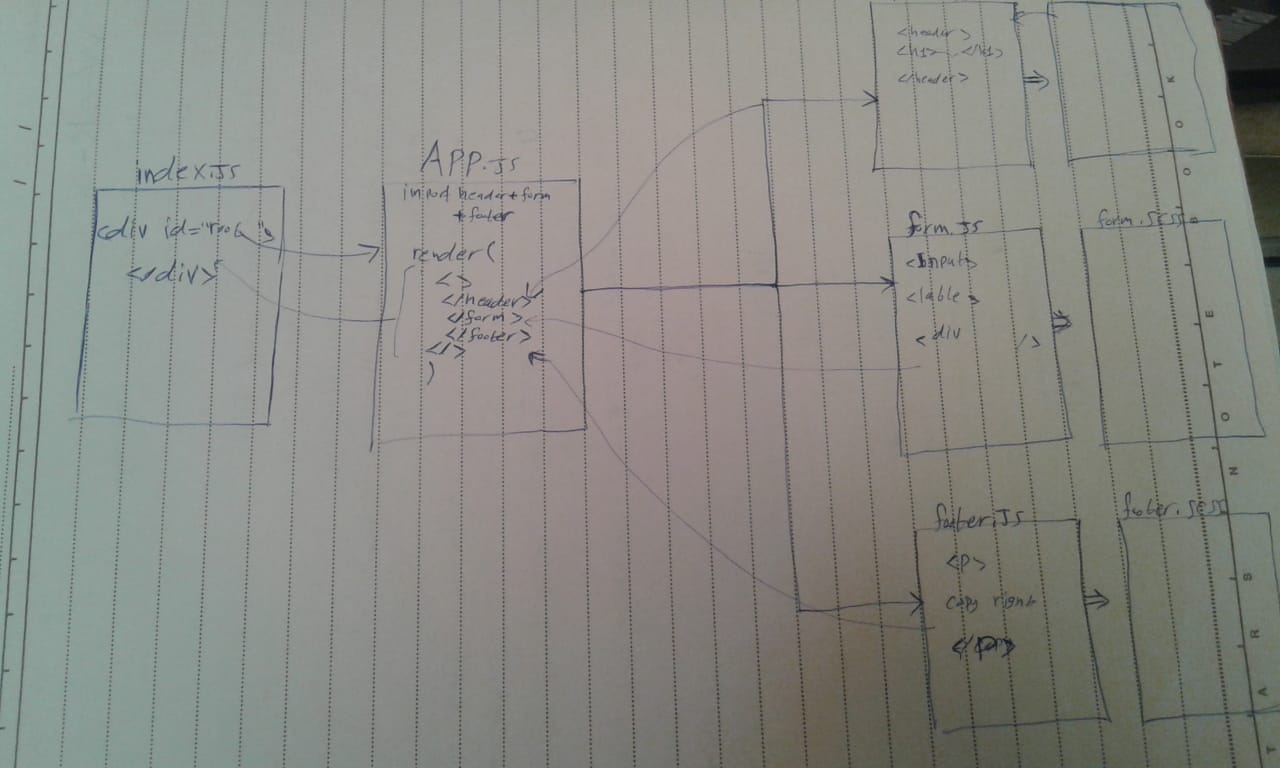 index.Js
<div id="root">
</div>
App.Js
import header + form
+ footer
render(
<>
</header>
</form>
</footer>
</>
)
<header>
<h1> </h1>
</header>
form.Js
<Input>
<lable>
<div />
form.scss
footer.Js
<p>
copy right
footer.scss
STAR
NOTE
BOOK